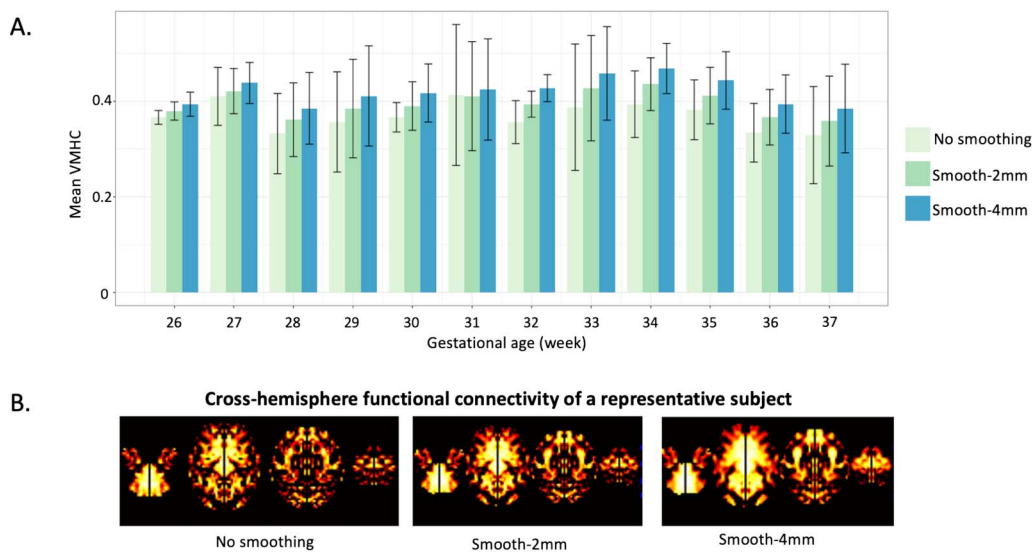 A.
Mean VMHC
0.4
0.2
0
26 27 28 29 30 31 32 33 34 35 36 37
Gestational age (week)
No smoothing
Smooth-2mm
Smooth-4mm
B.
Cross-hemisphere functional connectivity of a representative subject
No smoothing
Smooth-2mm
Smooth-4mm